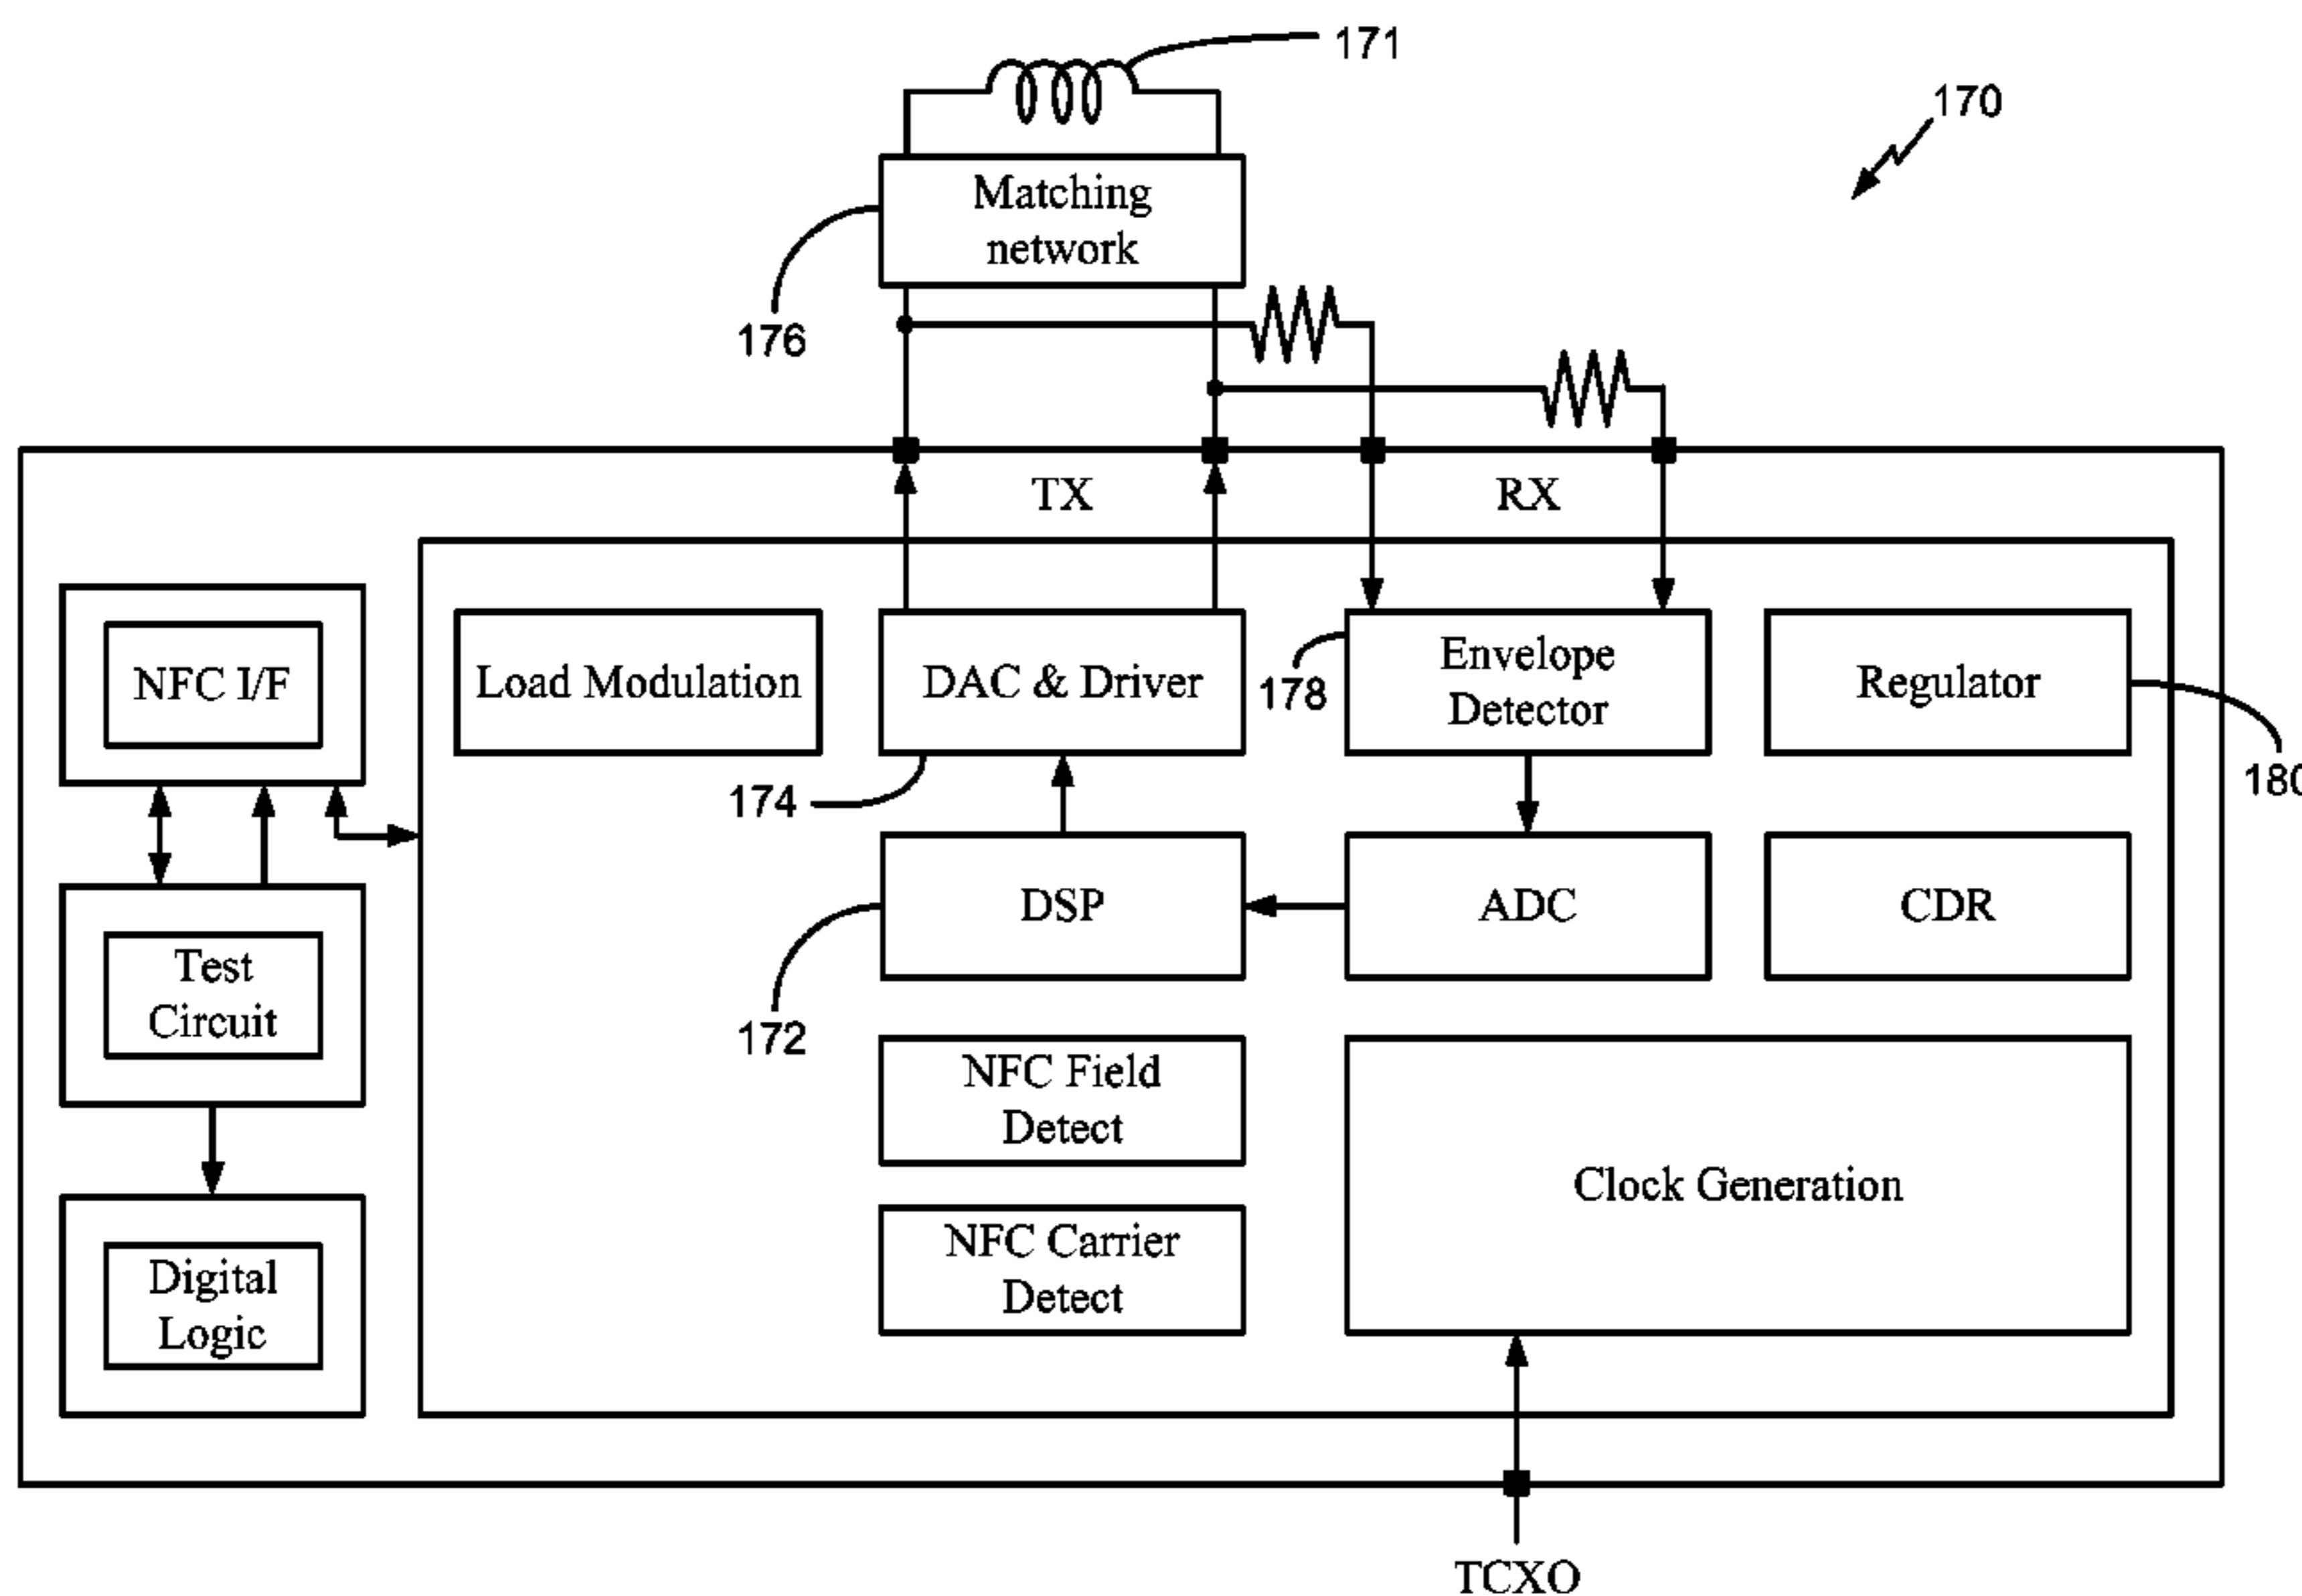 171
170
Matching
network
176
TX
RX
NFC I/F
Load Modulation
DAC & Driver
178
Envelope
Detector
Regulator
174
180
DSP
ADC
CDR
Test
Circuit
172
NFC Field
Detect
Clock Generation
NFC Carrier
Detect
Digital
Logic
TCXO